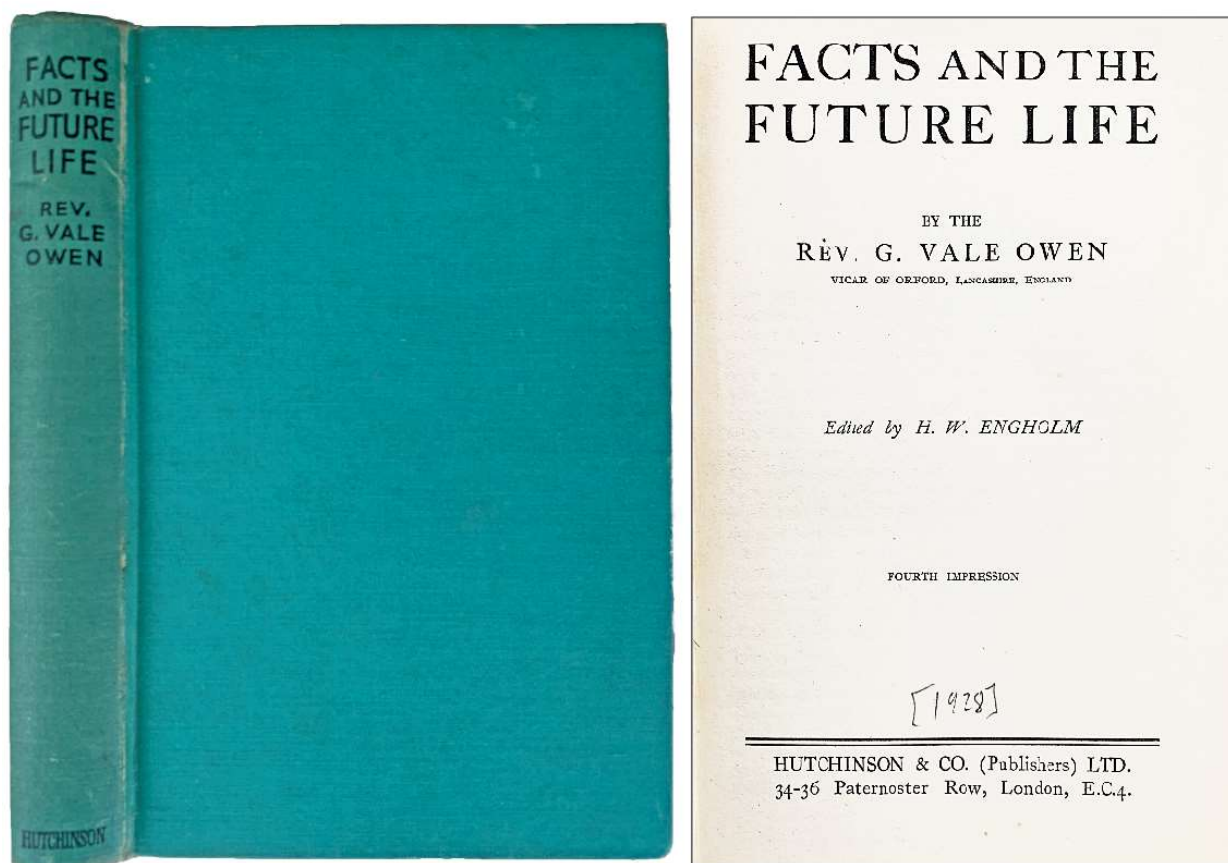 FACTS
AND THE
FUTURE
LIFE
REV.
G. VALE
OWEN
HUTCHINSON
FACTS AND THE
FUTURE LIFE
BY THE
REV. G. VALE OWEN
VICAR OF ORFORD, LANCASHIRE, ENGLAND
Edited by H. W. ENGHOLM
FOURTH IMPRESSION
[1928]
HUTCHINSON & CO. (Publishers) LTD.
34-36 Paternoster Row, London, E.C.4.